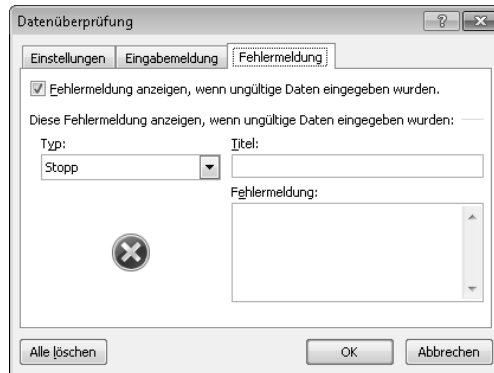 Datenüberprüfung
Einstellungen Eingabemeldung Fehlermeldung
Fehlermeldung anzeigen, wenn ungültige Daten eingegeben wurden.
Diese Fehlermeldung anzeigen, wenn ungültige Daten eingegeben wurden:
Typ: Titel:
Stopp
Fehlermeldung:
Alle löschen OK Abbrechen